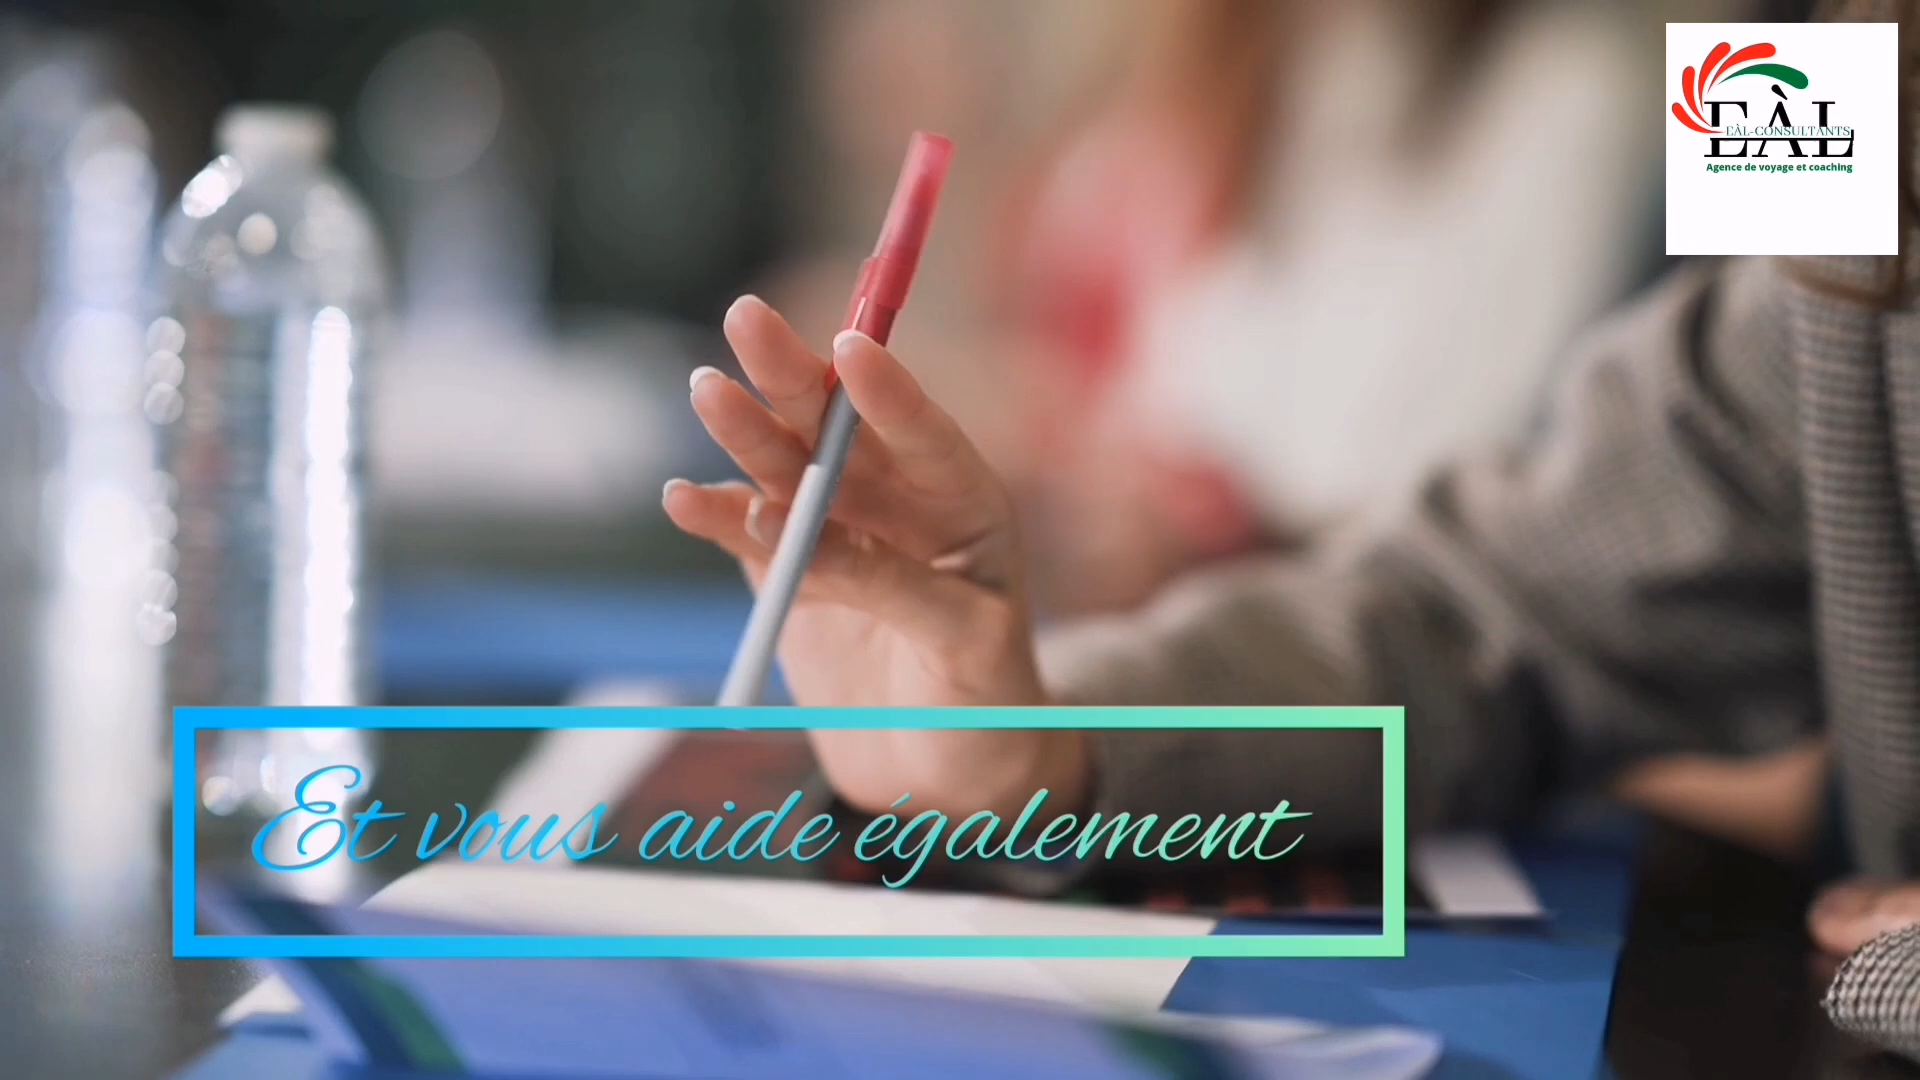 EÀL
EÀL-CONSULTANTS
Agence de voyage et coaching
Et vous aide également